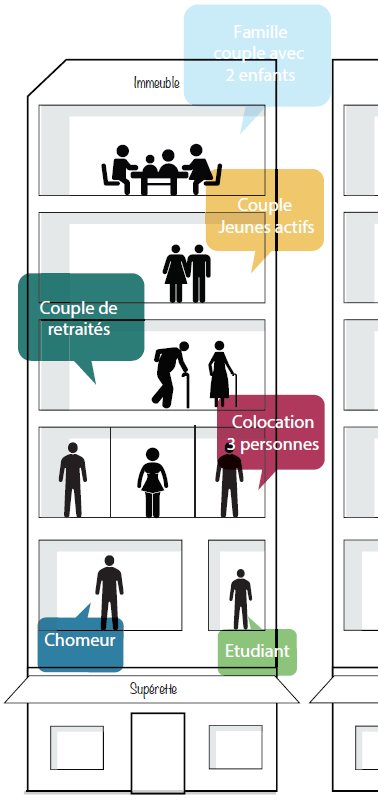 Famille
couple avec
2 enfants
Immeuble
Couple
Jeunes actifs
Couple de
retraités
Colocation
3 personnes
Chomeur
Etudiant
Supérette